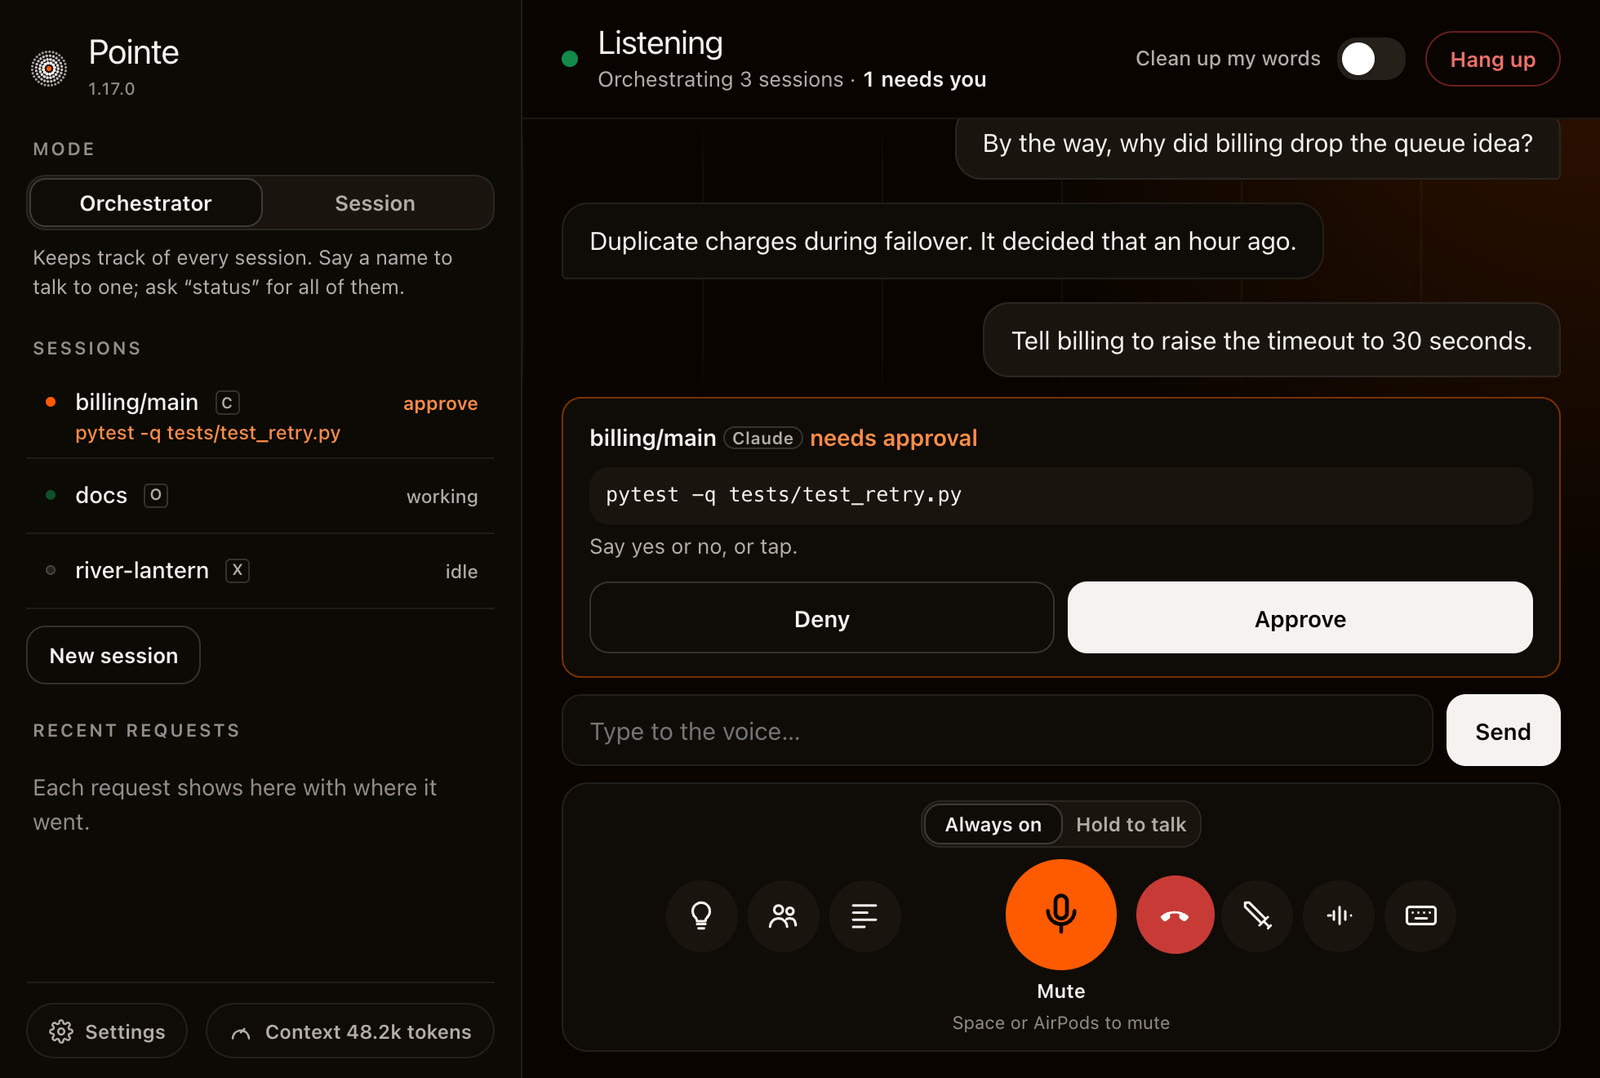 Pointe
1.17.0
MODE
Orchestrator
Session
Keeps track of every session. Say a name to
talk to one; ask “status” for all of them.
SESSIONS
billing/main
C
approve
pytest -q tests/test_retry.py
docs
O
working
river-lantern
X
idle
New session
RECENT REQUESTS
Each request shows here with where it
went.
Settings
Context 48.2k tokens
Listening
Orchestrating 3 sessions · 1 needs you
Clean up my words
Hang up
By the way, why did billing drop the queue idea?
Duplicate charges during failover. It decided that an hour ago.
Tell billing to raise the timeout to 30 seconds.
billing/main Claude needs approval
pytest -q tests/test_retry.py
Say yes or no, or tap.
Deny
Approve
Type to the voice...
Send
Always on
Hold to talk
Mute
Space or AirPods to mute